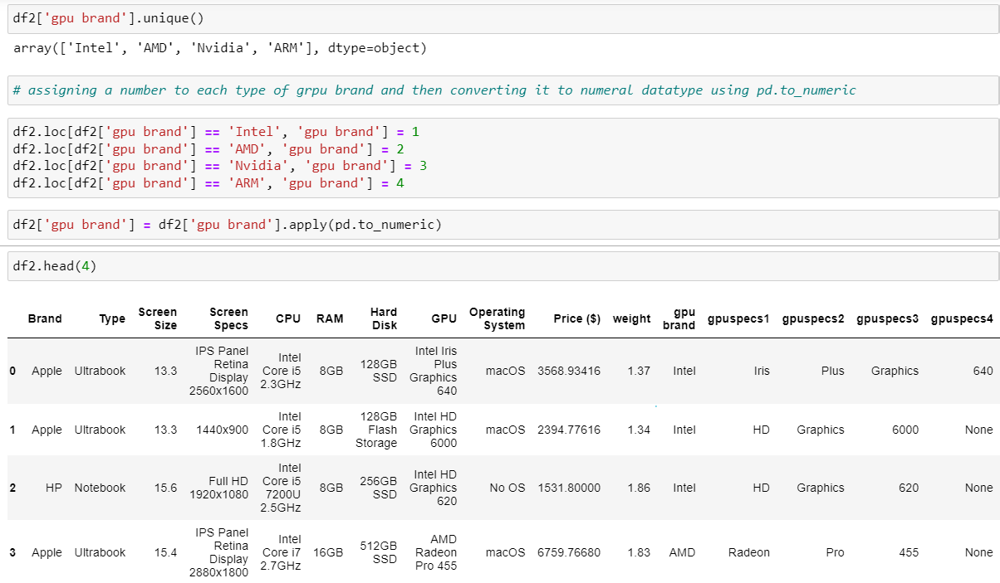 df2['gpu brand'].unique()
array(['Intel', 'AMD', 'Nvidia', 'ARM'], dtype=object)
# assigning a number to each type of grpu brand and then converting it to numeral datatype using pd.to_numeric
df2.loc[df2['gpu brand'] == 'Intel', 'gpu brand'] = 1
df2.loc[df2['gpu brand'] == 'AMD', 'gpu brand'] = 2
df2.loc[df2['gpu brand'] == 'Nvidia', 'gpu brand'] = 3
df2.loc[df2['gpu brand'] == 'ARM', 'gpu brand'] = 4
df2['gpu brand'] = df2['gpu brand'].apply(pd.to_numeric)
df2.head(4)
Brand Type Screen Size Screen Specs CPU RAM Hard Disk GPU Operating System Price ($) weight gpu brand gpuspecs1 gpuspecs2 gpuspecs3 gpuspecs4
0 Apple Ultrabook 13.3 IPS Panel Retina Display 2560x1600 Intel Core i5 2.3GHz 8GB 128GB SSD Intel Iris Plus Graphics 640 macOS 3568.93416 1.37 Intel Iris Plus Graphics 640
1 Apple Ultrabook 13.3 1440x900 Intel Core i5 1.8GHz 8GB 128GB Flash Storage Intel HD Graphics 6000 macOS 2394.77616 1.34 Intel HD Graphics 6000 None
2 HP Notebook 15.6 Full HD 1920x1080 Intel Core i5 7200U 2.5GHz 8GB 256GB SSD Intel HD Graphics 620 No OS 1531.80000 1.86 Intel HD Graphics 620 None
3 Apple Ultrabook 15.4 IPS Panel Retina Display 2880x1800 Intel Core i7 2.7GHz 16GB 512GB SSD AMD Radeon Pro 455 macOS 6759.76680 1.83 AMD Radeon Pro 455 None